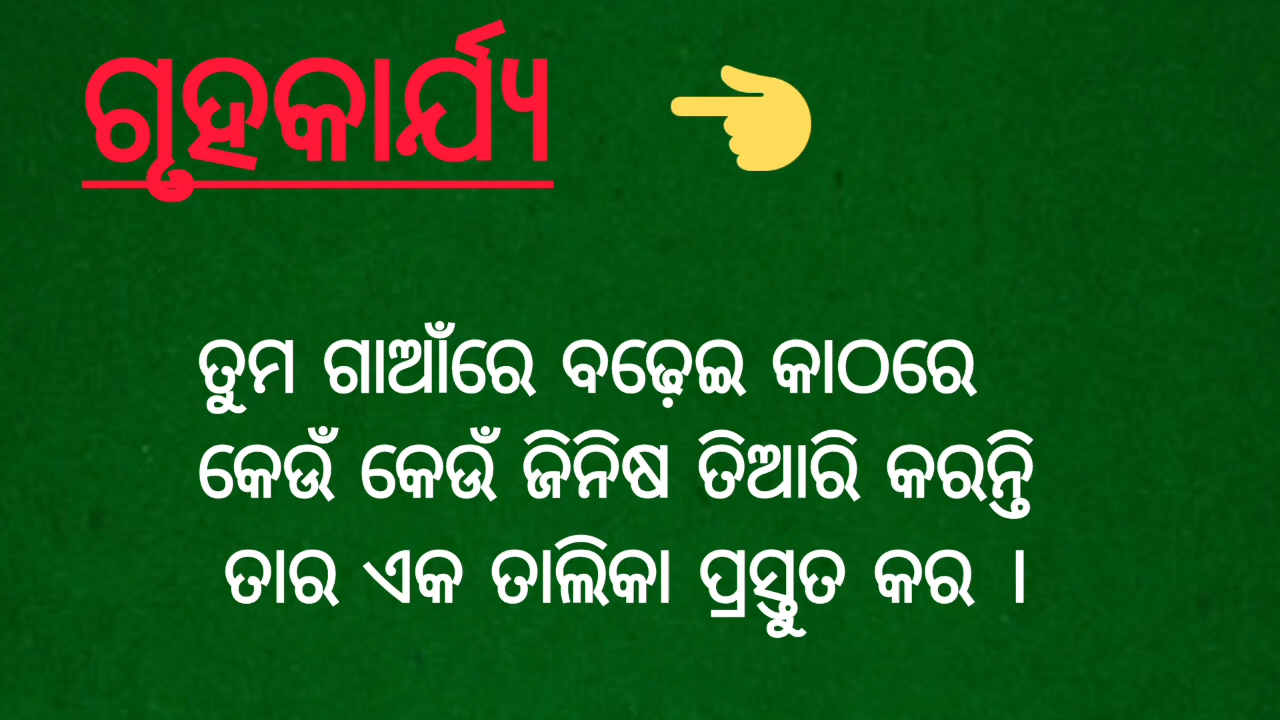 ଗୃହକାର୍ଯ୍ୟ
ତୁମ ଗାଆଁରେ ବଢ଼େଇ କାଠରେ
କେଉଁ କେଉଁ ଜିନିଷ ତିଆରି କରନ୍ତି
ତାର ଏକ ତାଲିକା ପ୍ରସ୍ତୁତ କର ।